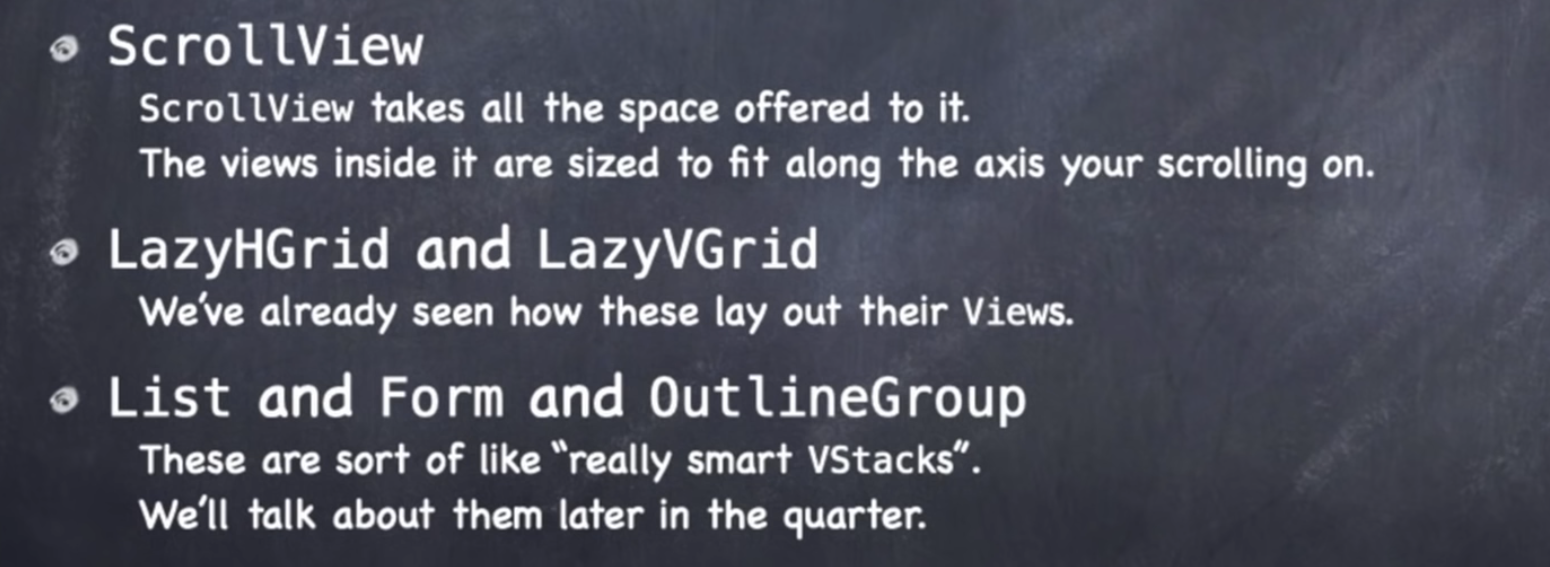 ScrollView
ScrollView takes all the space offered to it.
The views inside it are sized to fit along the axis your scrolling on.
LazyHGrid and LazyVGrid
We've already seen how these lay out their Views.
List and Form and OutlineGroup
These are sort of like “really smart VStacks”.
We'll talk about them later in the quarter.